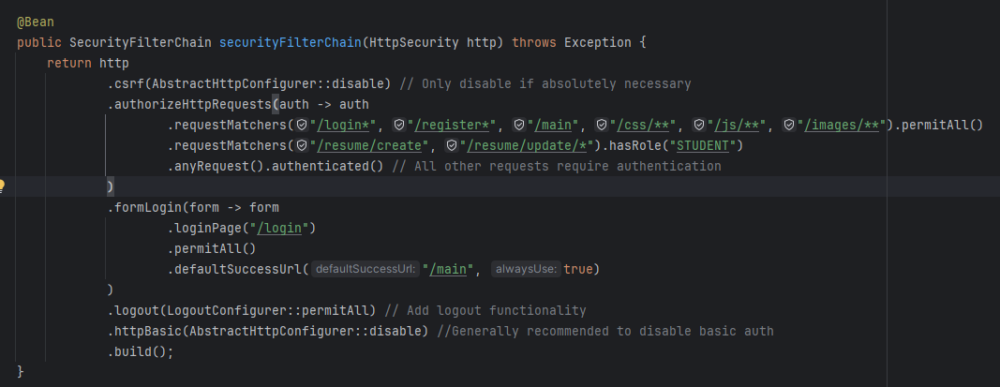 @Bean
public SecurityFilterChain securityFilterChain(HttpSecurity http) throws Exception {
return http
.csrf(AbstractHttpConfigurer::disable) // Only disable if absolutely necessary
.authorizeHttpRequests(auth -> auth
.requestMatchers("/login*", "/register*", "/main", "/css/**", "/js/**", "/images/**").permitAll()
.requestMatchers("/resume/create", "/resume/update/*").hasRole("STUDENT")
.anyRequest().authenticated() // All other requests require authentication
)
.formLogin(form -> form
.loginPage("/login")
.permitAll()
.defaultSuccessUrl( defaultSuccessUrl: "/main", alwaysUse: true)
)
.logout(LogoutConfigurer::permitAll) // Add logout functionality
.httpBasic(AbstractHttpConfigurer::disable) //Generally recommended to disable basic auth
.build();
}